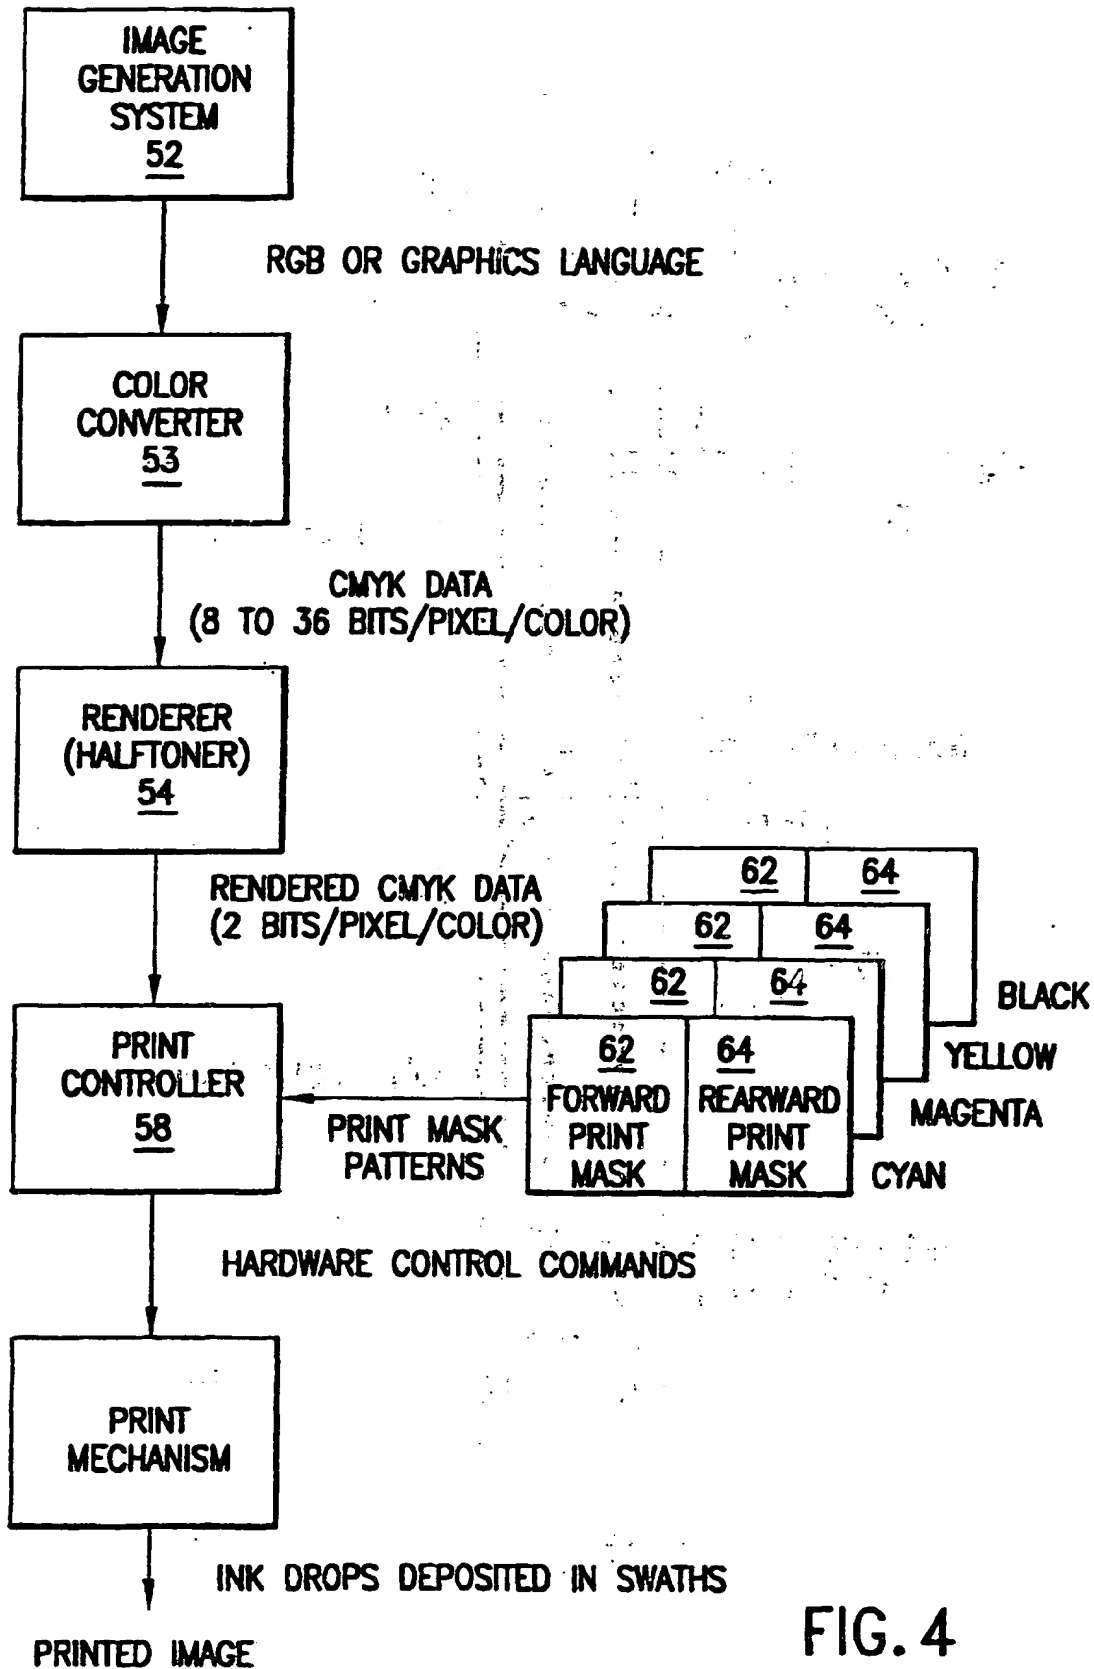 IMAGE
GENERATION
SYSTEM
52
RGB OR GRAPHICS LANGUAGE
COLOR
CONVERTER
53
CMYK DATA
(8 TO 36 BITS/PIXEL/COLOR)
RENDERER
(HALFTONER)
54
RENDERED CMYK DATA
(2 BITS/PIXEL/COLOR)
62 64
62 64
62 64
BLACK
YELLOW
MAGENTA
CYAN
62
FORWARD
PRINT
MASK
64
REARWARD
PRINT
MASK
PRINT
CONTROLLER
58
PRINT MASK
PATTERNS
HARDWARE CONTROL COMMANDS
PRINT
MECHANISM
INK DROPS DEPOSITED IN SWATHS
PRINTED IMAGE
FIG. 4